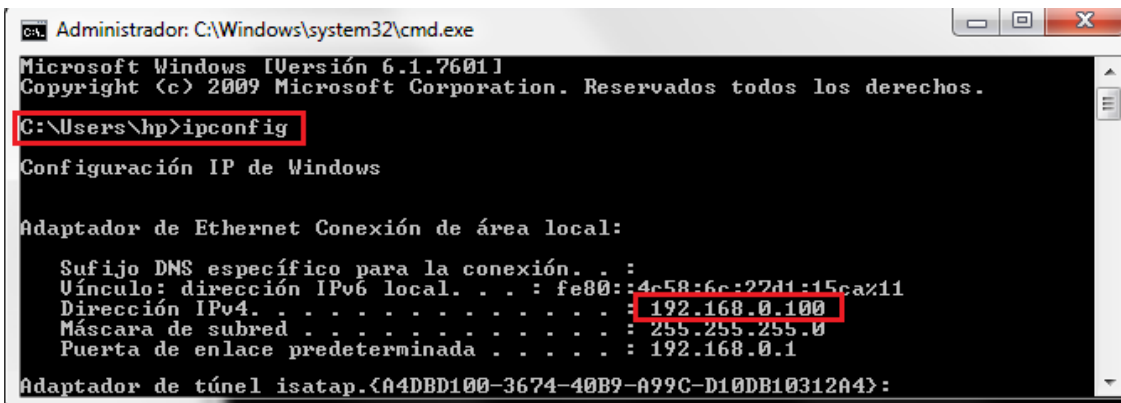 Administrador: C:\Windows\system32\cmd.exe
Microsoft Windows [Versión 6.1.7601]
Copyright (c) 2009 Microsoft Corporation. Reservados todos los derechos.
C:\Users\hp>ipconfig
Configuración IP de Windows
Adaptador de Ethernet Conexión de área local:
Sufijo DNS específico para la conexión. . :
Vínculo: dirección IPv6 local. . . : fe80::4c58:6c:27d1:15ca%11
Dirección IPv4. . . . . . . . . . . . . . : 192.168.0.100
Máscara de subred . . . . . . . . . . . . : 255.255.255.0
Puerta de enlace predeterminada . . . . . : 192.168.0.1
Adaptador de túnel isatap.{A4DBD100-3674-40B9-A99C-D10DB10312A4}: